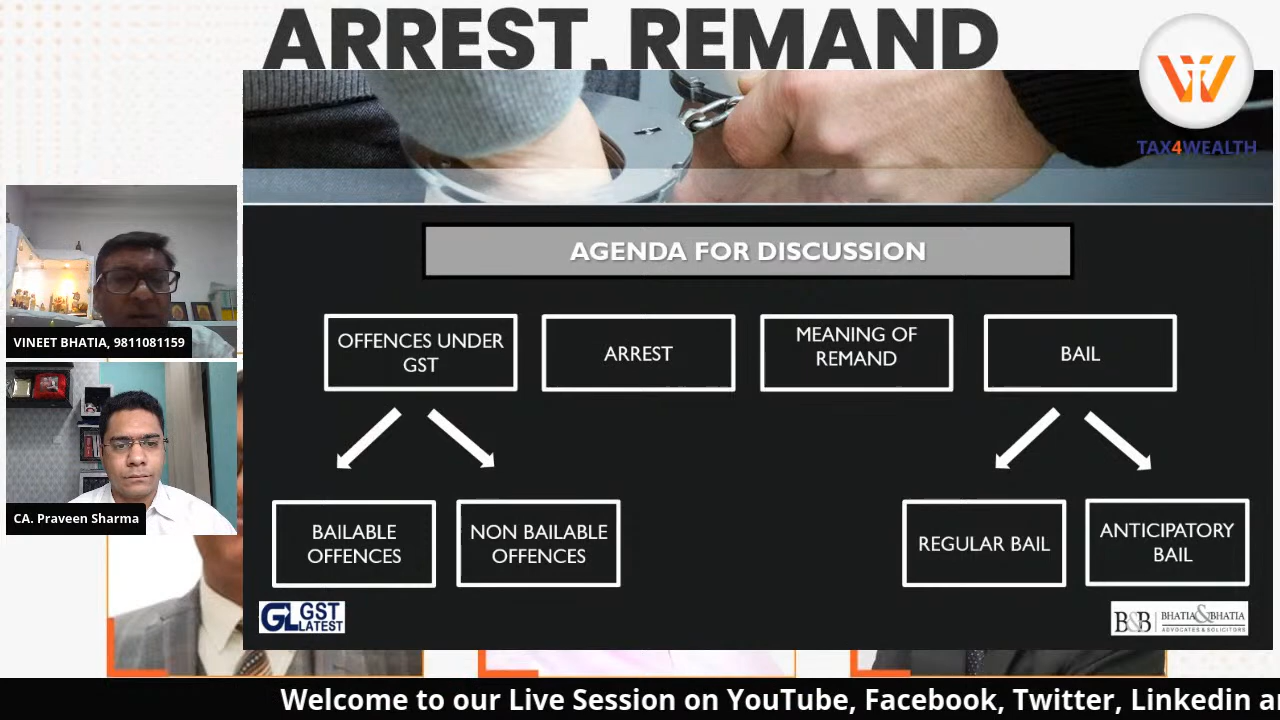 ARREST, REMAND
TAX4WEALTH
AGENDA FOR DISCUSSION
OFFENCES UNDER
GST
ARREST
MEANING OF
REMAND
BAIL
BAILABLE
OFFENCES
NON BAILABLE
OFFENCES
REGULAR BAIL
ANTICIPATORY
BAIL
VINEET BHATIA, 9811081159
CA. Praveen Sharma
GL GST
LATEST
B&B BHATIA & BHATIA
ADVOCATES & SOLICITORS
Welcome to our Live Session on YouTube, Facebook, Twitter, Linkedin a